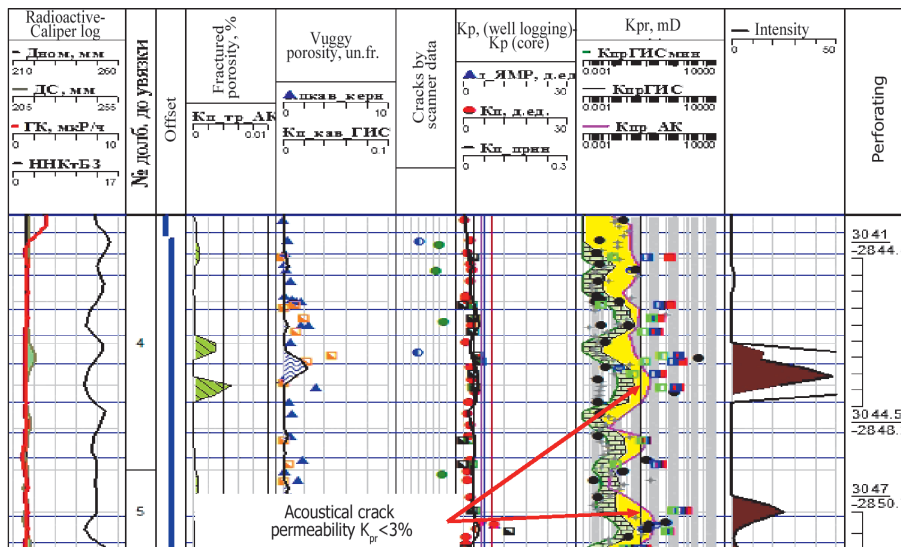 Radioactive-
Caliper log
Дном, мм
210 260
ДС, мм
205 255
ГК, мкР/ч
0 10
ННКтБЗ
0 17
№ долб. до увязки
Offset
Fractured
porosity, %
Кп_тр_АК
0 .01
Vuggy
porosity, un.fr.
пкав_керн
0 10
Кп_кав_ГИС
0 0.1
Cracks by
scanner data
Kp, (well logging)-
Kp (core)
п_ЯМР, д.ед
0 30
Кп, д.ед.
0 30
Кп_прин
0 0.3
Kpr, mD
КпрГИСмин
0.001 10000
КпрГИС
0.001 10000
Кпр_АК
0.001 10000
Intensity
0 50
Perforating
3041
-2844.
4
3044.5
-2848.
3047
-2850.
5
Acoustical crack
permeability Kpr<3%